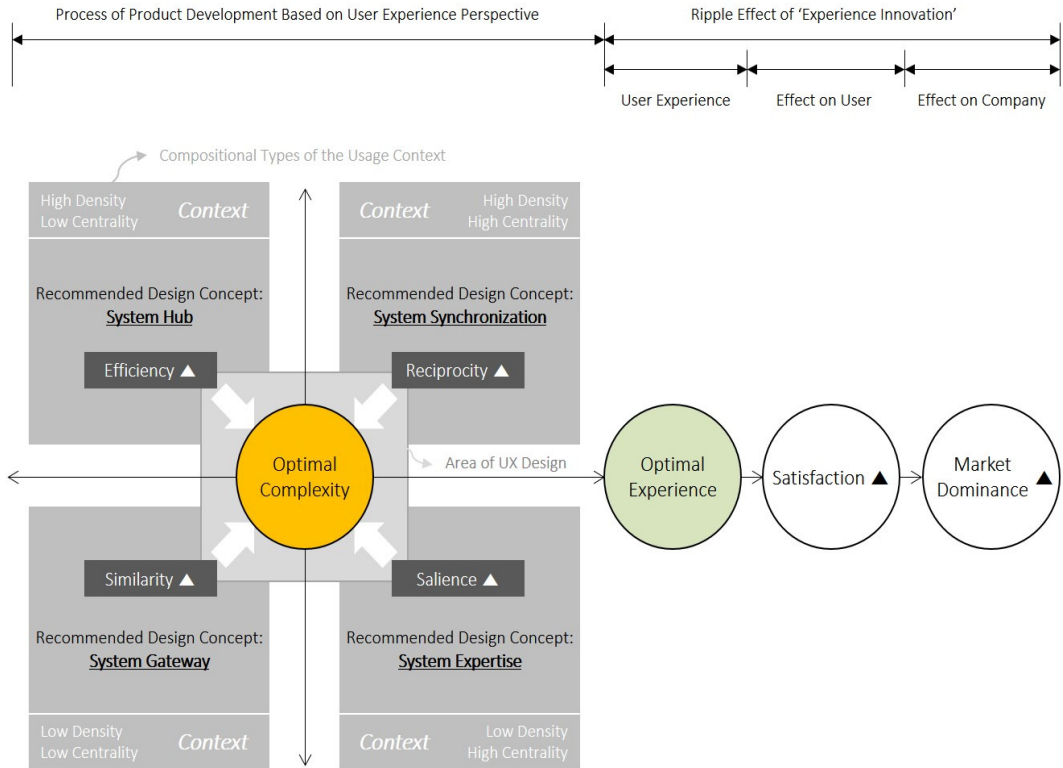 Process of Product Development Based on User Experience Perspective
Ripple Effect of ‘Experience Innovation’
User Experience
Effect on User
Effect on Company
Compositional Types of the Usage Context
High Density
Low Centrality
Context
Context
High Density
High Centrality
Recommended Design Concept:
System Hub
Recommended Design Concept:
System Synchronization
Efficiency ▲
Reciprocity ▲
Optimal
Complexity
Area of UX Design
Optimal
Experience
Satisfaction ▲
Market
Dominance ▲
Similarity ▲
Salience ▲
Recommended Design Concept:
System Gateway
Recommended Design Concept:
System Expertise
Low Density
Low Centrality
Context
Context
Low Density
High Centrality